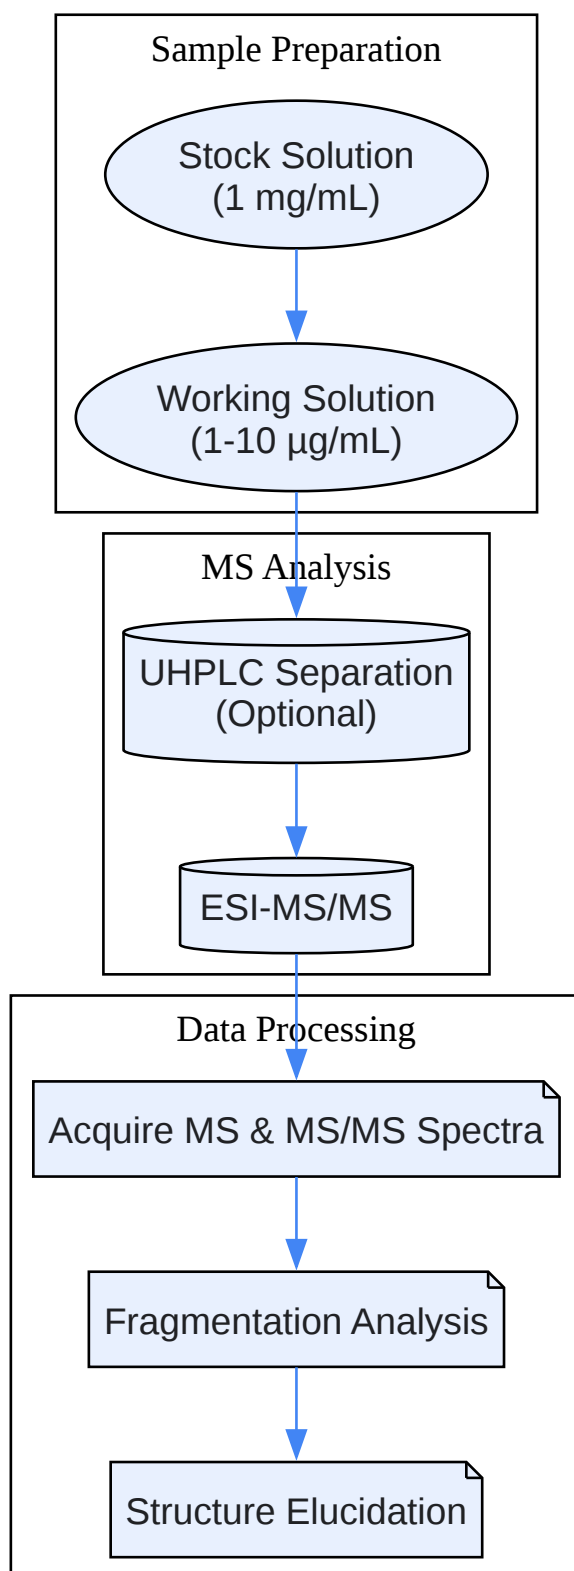 Sample Preparation
Stock Solution
(1 mg/mL)
Working Solution
(1-10 µg/mL)
MS Analysis
UHPLC Separation
(Optional)
ESI-MS/MS
Data Processing
Acquire MS & MS/MS Spectra
Fragmentation Analysis
Structure Elucidation